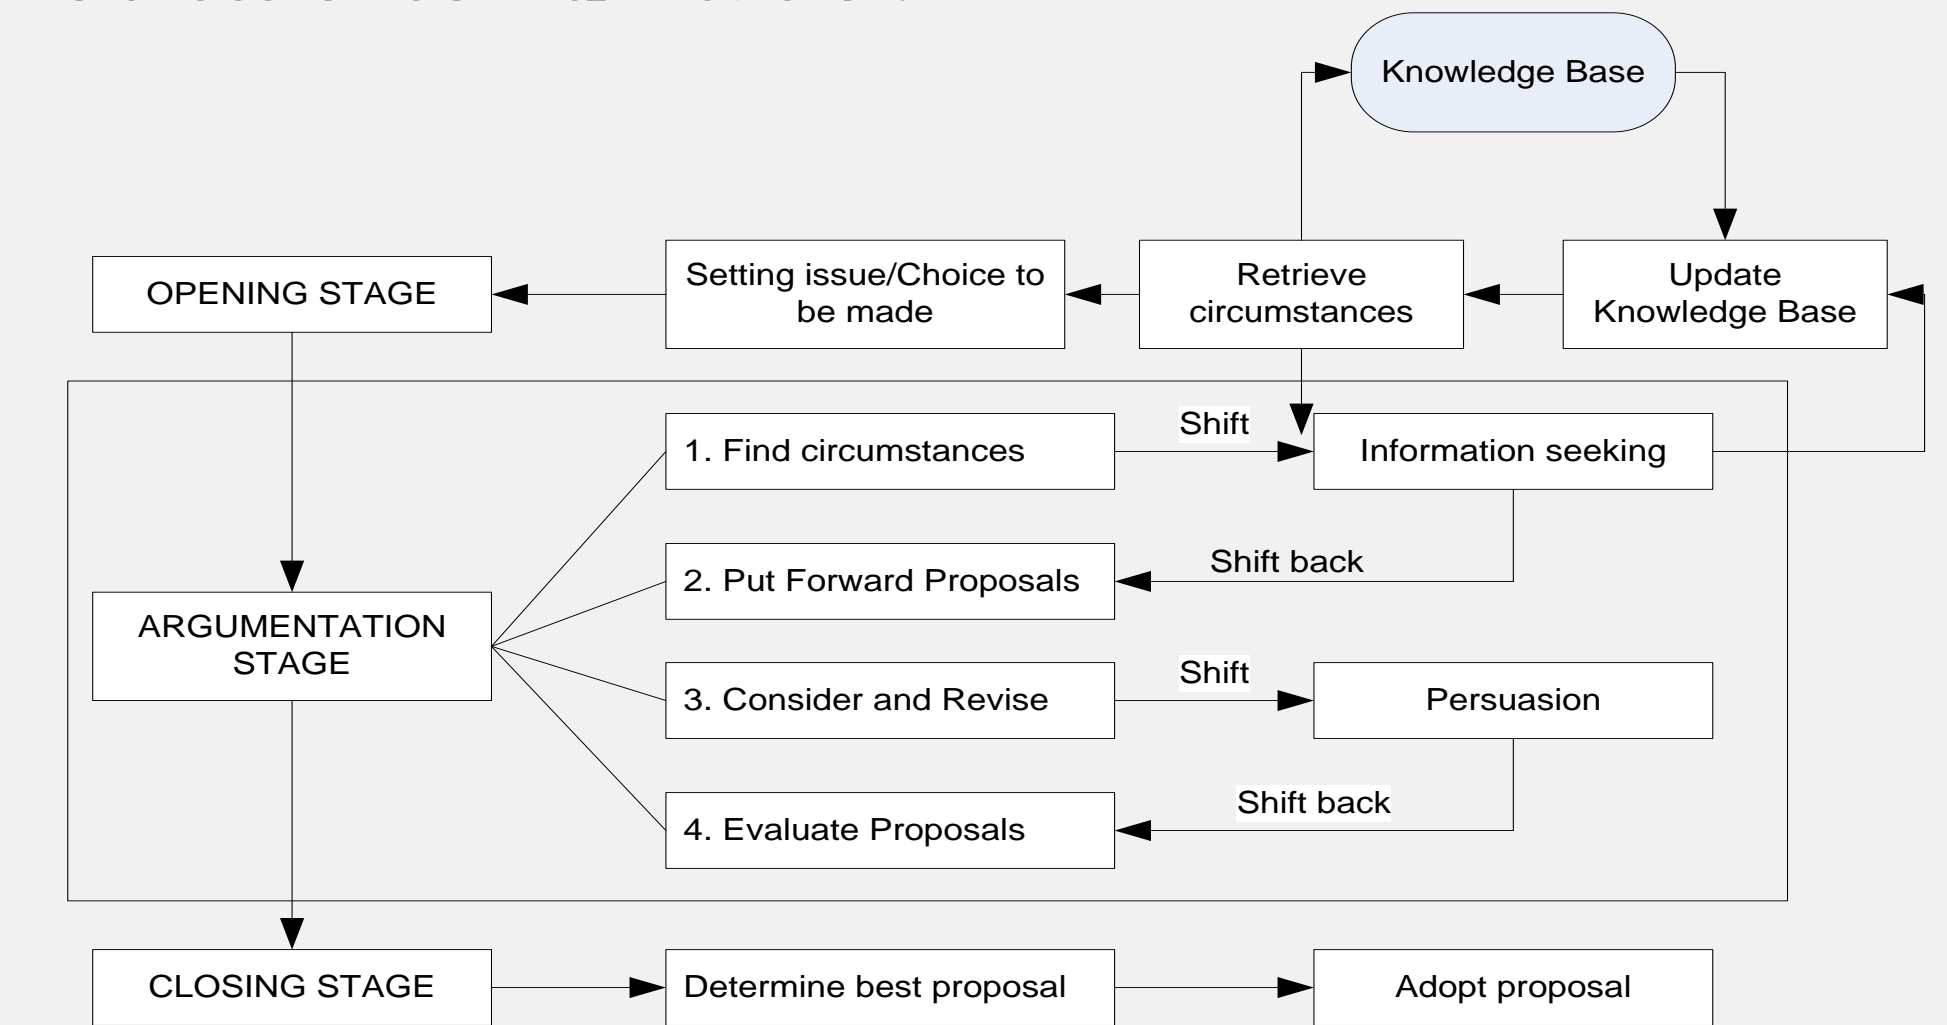 Knowledge Base
OPENING STAGE
Setting issue/Choice to
be made
Retrieve
circumstances
Update
Knowledge Base
1. Find circumstances
Shift
Information seeking
2. Put Forward Proposals
Shift back
ARGUMENTATION
STAGE
3. Consider and Revise
Shift
Persuasion
4. Evaluate Proposals
Shift back
CLOSING STAGE
Determine best proposal
Adopt proposal